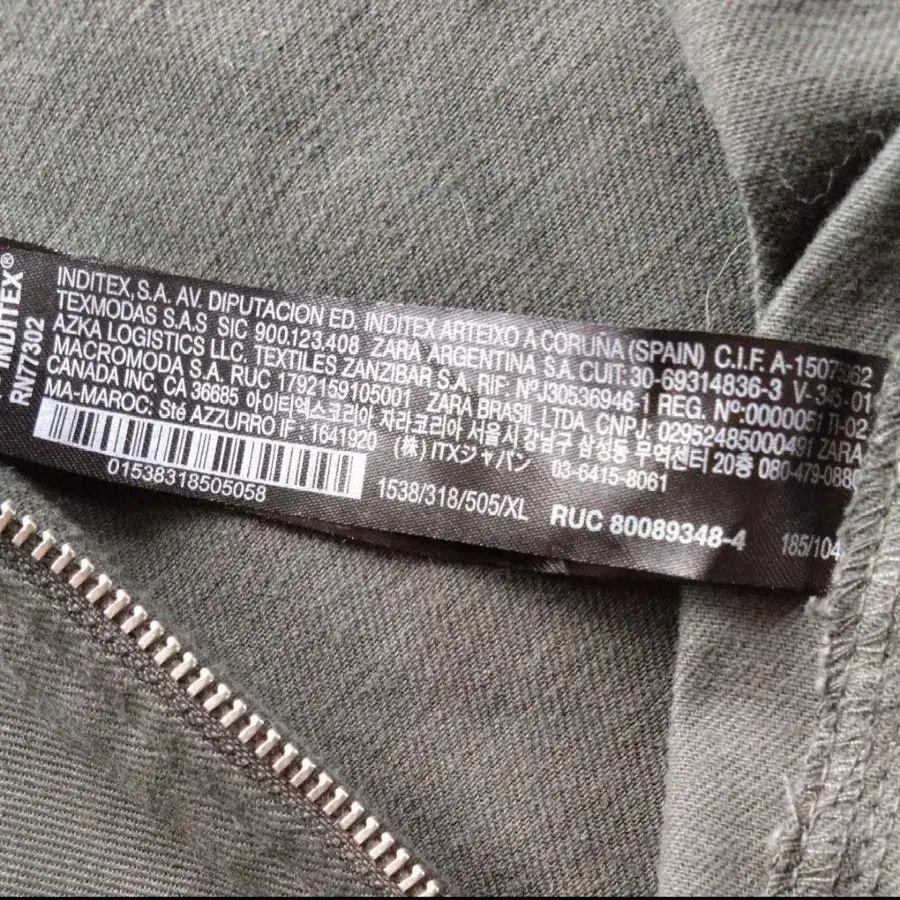 INDITEX®
RN77302
INDITEX, S.A. AV. DIPUTACION ED. INDITEX ARTEIXO A CORUÑA (SPAIN) C.I.F. A-15075062
TEXMODAS S.A.S SIC 900.123.408 ZARA ARGENTINA S.A CUIT:30-69314836-3
AZKA LOGISTICS LLC. TEXTILES ZANZIBAR S.A. RIF. Nº J30536946-1 REG. Nº:0000051
MACROMODA S.A. RUC 1792159105001 ZARA BRASIL LTDA, CNPJ: 02952485000491 ZARA
CANADA INC. CA 36685 아이티엑스코리아 자라코리아 서울시 강남구 삼성동 무역센터 20층 080-479-0880
MA-MAROC: Sté AZZURRO IF : 1641920 (株) ITXジャパン 03-6415-8061
01538318505058
1538/318/505/XL RUC 80089348-4 185/104